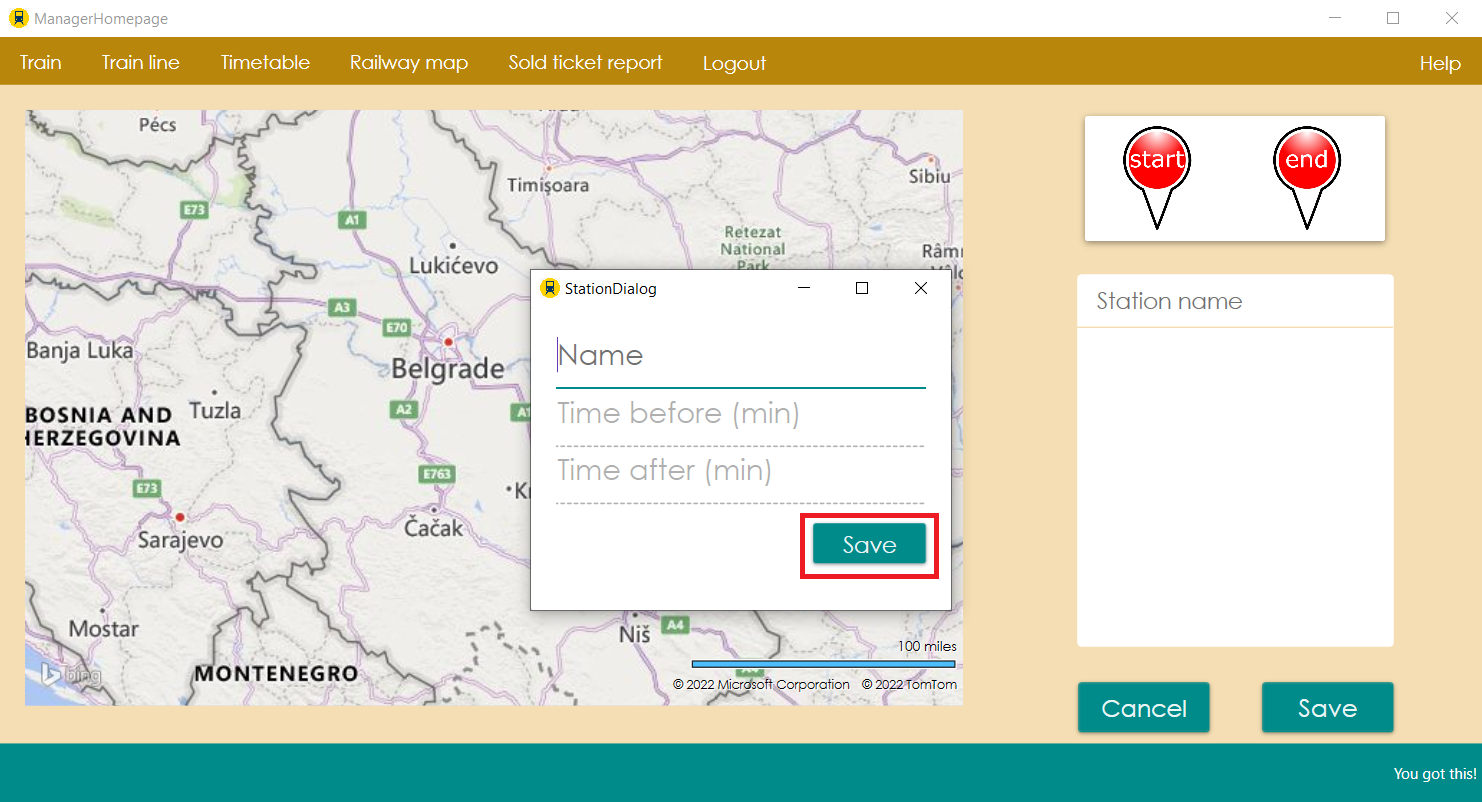 ManagerHomepage
Train Train line Timetable Railway map Sold ticket report Logout Help
Pécs
Timișoara
Sibiu
E73
A1
Retezat
National
Park
Lukićevo
A3
E70
Banja Luka
Belgrade
BOSNIA AND
HERZEGOVINA
Tuzla
A2
E763
E73
Čačak
Sarajevo
Mostar
Niš
A4
MONTENEGRO
bing
100 miles
© 2022 Microsoft Corporation © 2022 TomTom
StationDialog
Name
Time before (min)
Time after (min)
Save
start end
Station name
Cancel Save
You got this!